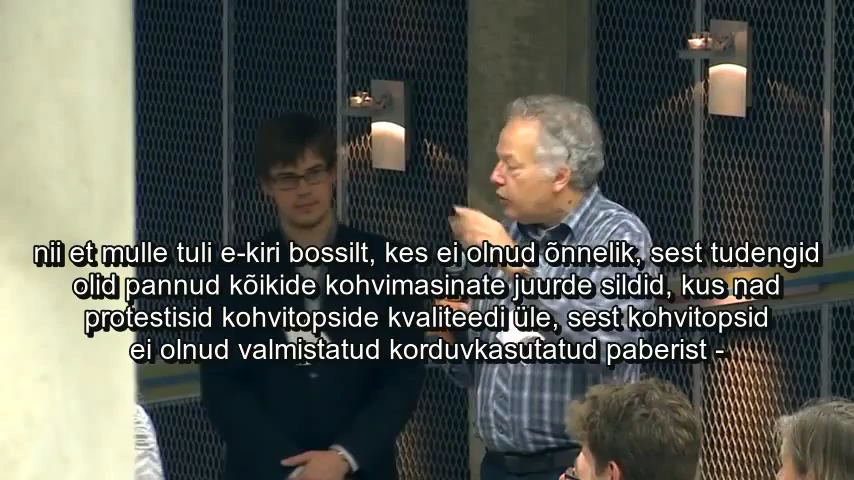 nii et mulle tuli e-kiri bossilt, kes ei olnud õnnelik, sest tudengid
olid pannud kõikide kohvimasinate juurde sildid, kus nad
protestisid kohvitopside kvaliteedi üle, sest kohvitopsid
ei olnud valmistatud korduvkasutatud paberist -